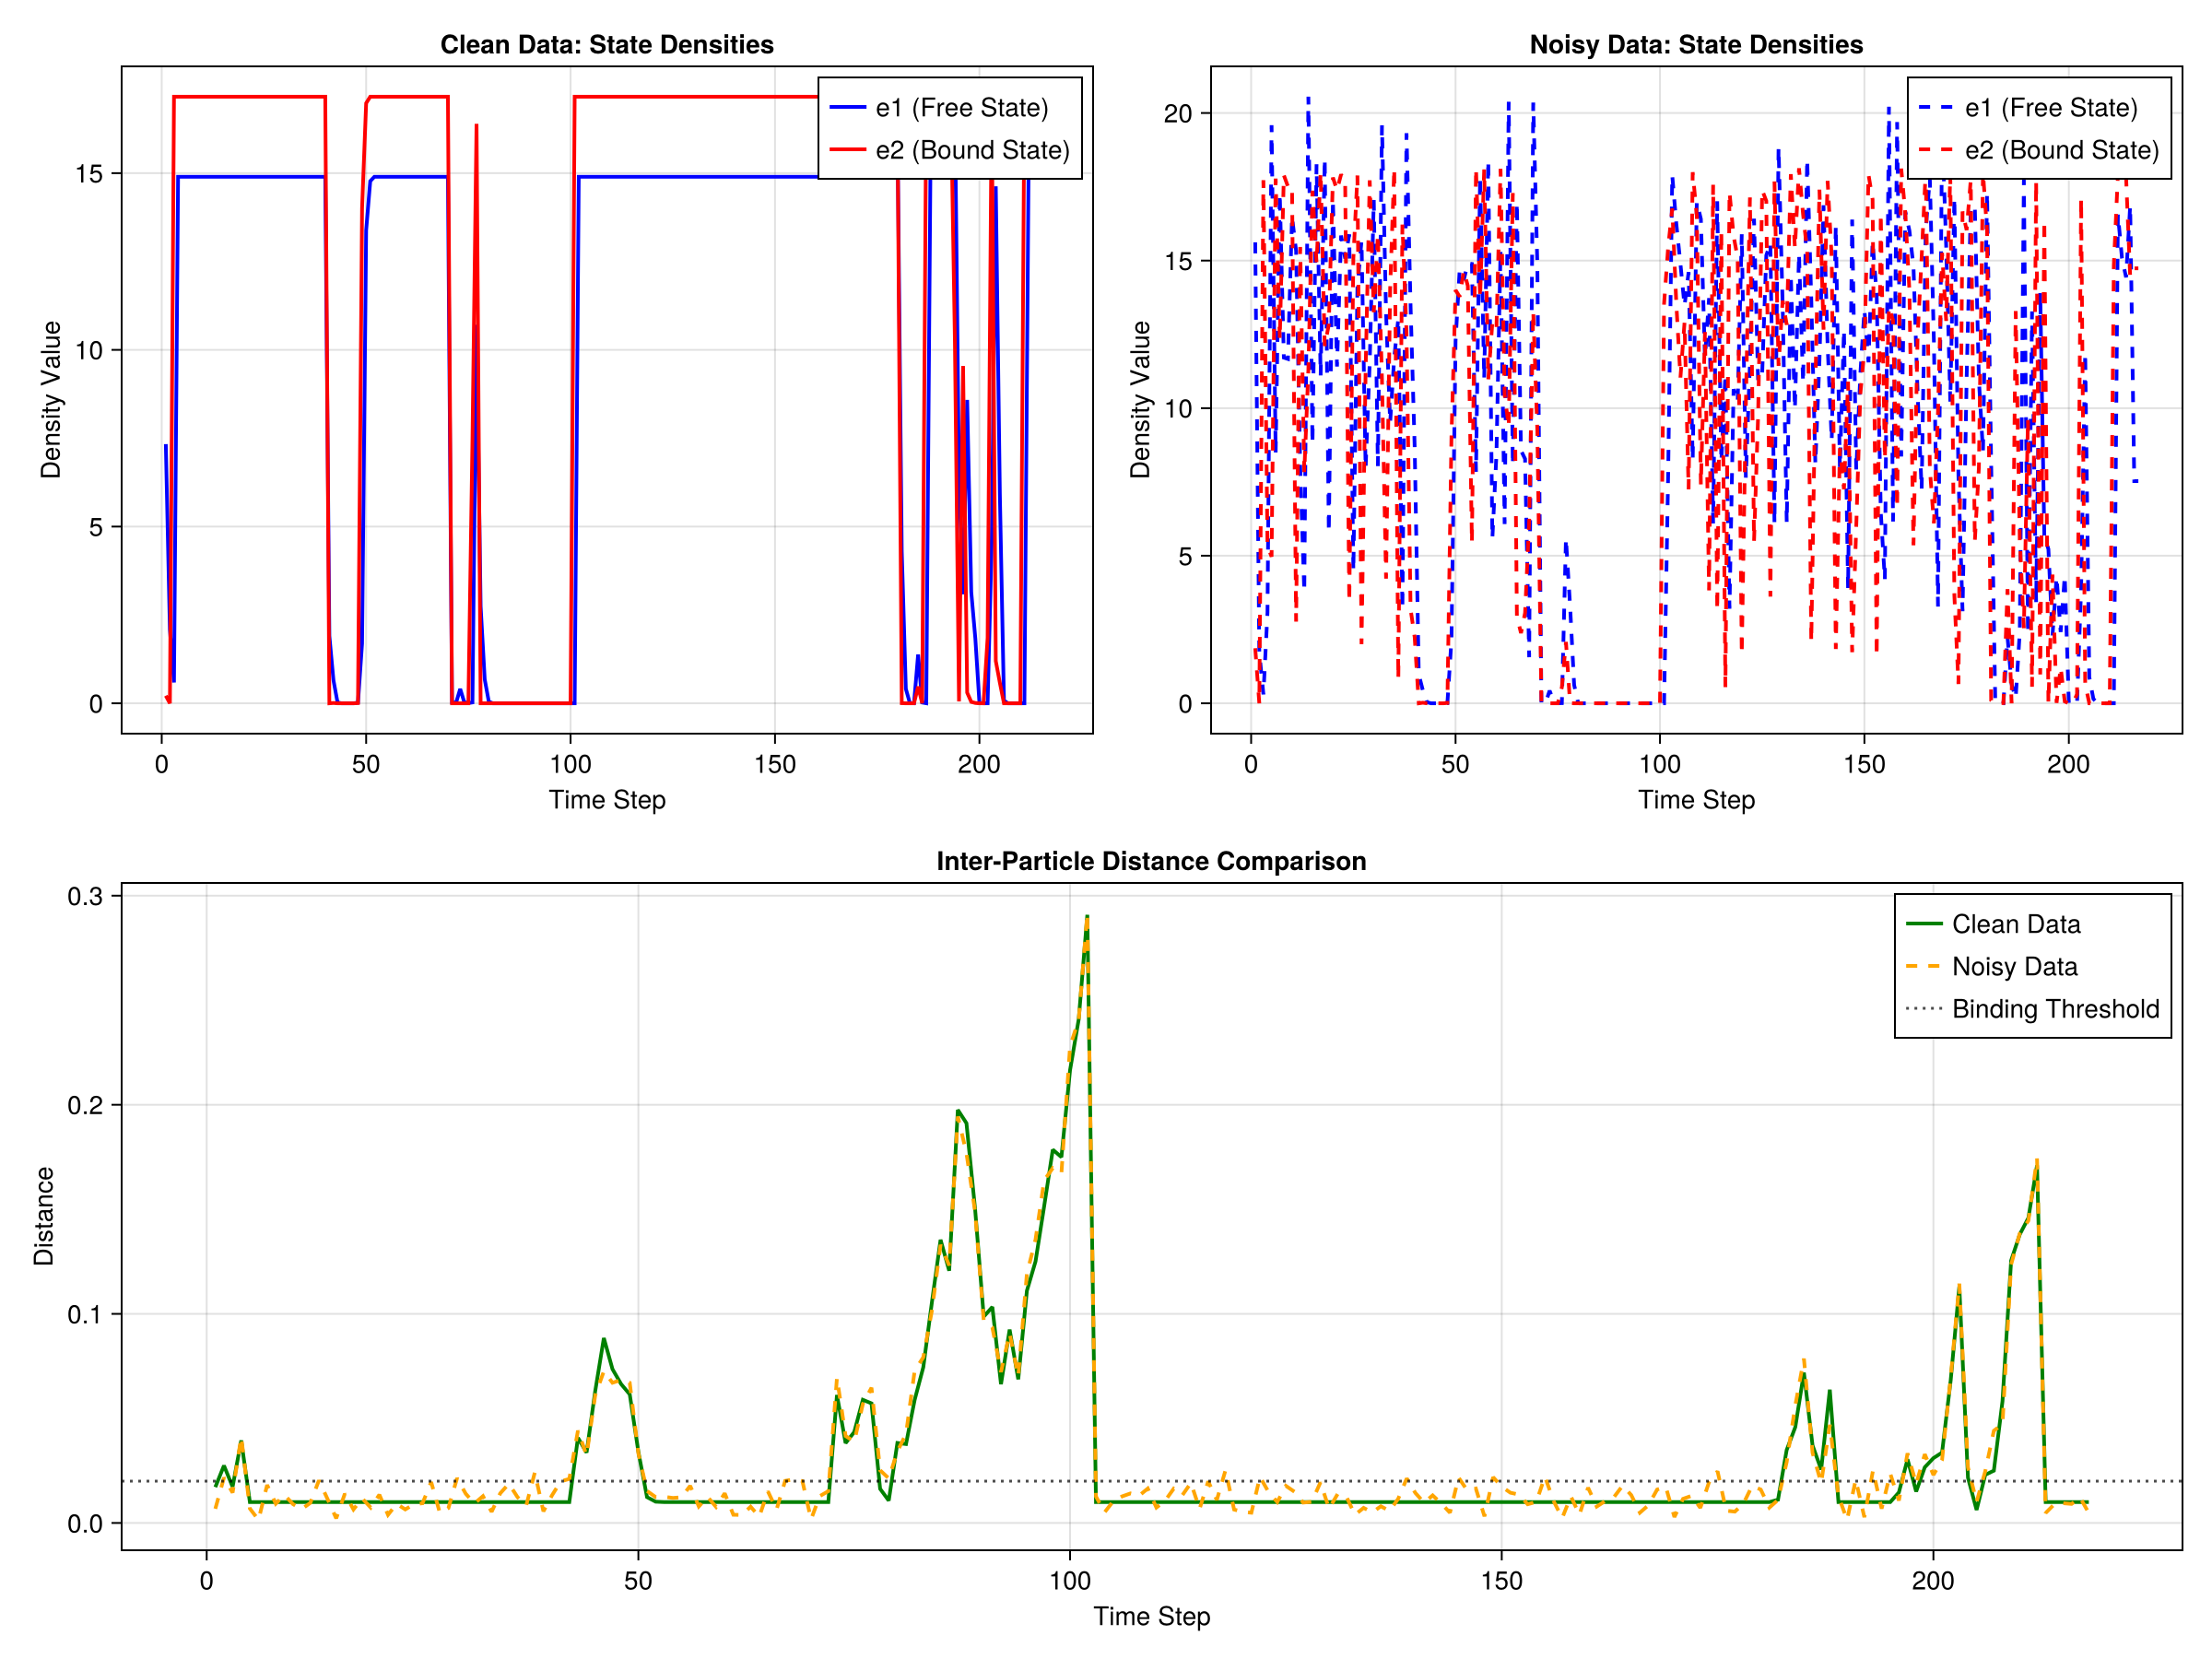 Clean Data: State Densities
e1 (Free State)
e2 (Bound State)
15
10
5
0
Density Value
0 50 100 150 200
Time Step
Noisy Data: State Densities
e1 (Free State)
e2 (Bound State)
20
15
10
5
0
Density Value
0 50 100 150 200
Time Step
Inter-Particle Distance Comparison
Clean Data
Noisy Data
Binding Threshold
0.3
0.2
0.1
0.0
Distance
0 50 100 150 200
Time Step